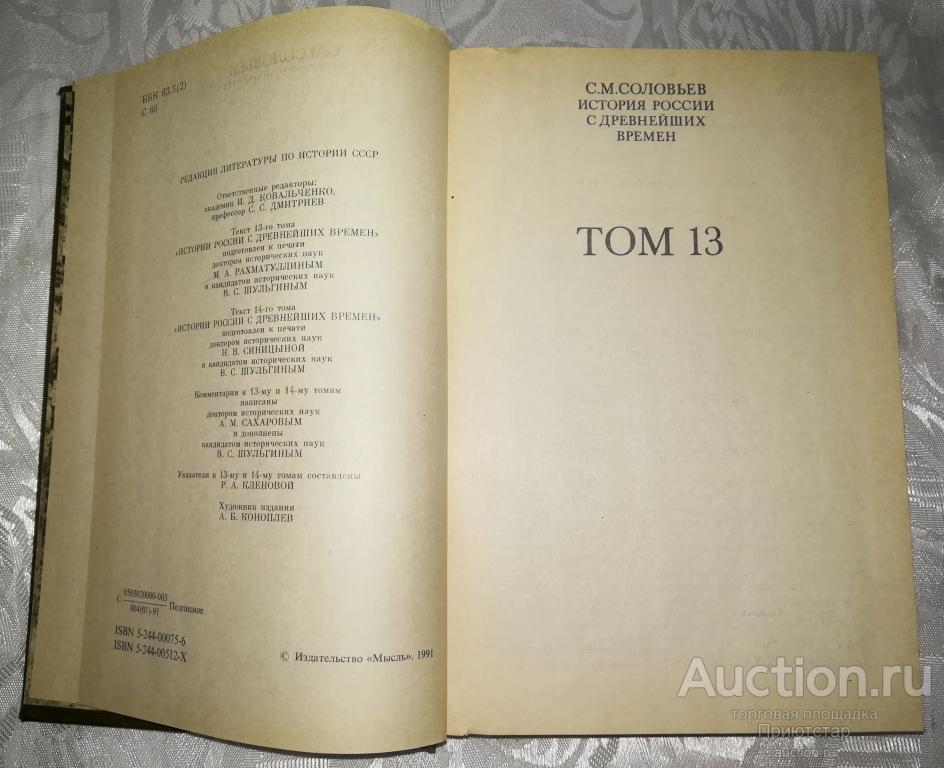 ББК 63.3(2)
С 60
РЕДАКЦИЯ ЛИТЕРАТУРЫ ПО ИСТОРИИ СССР
Ответственные редакторы:
академик И. Д. КОВАЛЬЧЕНКО,
профессор С. С. ДМИТРИЕВ
Текст 13-го тома
«ИСТОРИИ РОССИИ С ДРЕВНЕЙШИХ ВРЕМЕН»
подготовлен к печати
доктором исторических наук
М. А. РАХМАТУЛЛИНЫМ
и кандидатом исторических наук
В. С. ШУЛЬГИНЫМ
Текст 14-го тома
«ИСТОРИИ РОССИИ С ДРЕВНЕЙШИХ ВРЕМЕН»
подготовлен к печати
доктором исторических наук
Н. В. СИНИЦЫНОЙ
и кандидатом исторических наук
В. С. ШУЛЬГИНЫМ
Комментарии к 13-му и 14-му томам
написаны
доктором исторических наук
А. М. САХАРОВЫМ
и дополнены
кандидатом исторических наук
В. С. ШУЛЬГИНЫМ
Указатели к 13-му и 14-му томам составлены
Р. А. КЛЕНОВОЙ
Художник издания
А. Б. КОНОПЛЕВ
С 0503020000-003
004(01)-91 Подписное
ISBN 5-244-00075-6
ISBN 5-244-00512-X
© Издательство «Мысль». 1991
С.М.СОЛОВЬЕВ
ИСТОРИЯ РОССИИ
С ДРЕВНЕЙШИХ
ВРЕМЕН
ТОМ 13
Auction.ru
торговая площадка
Приютстар